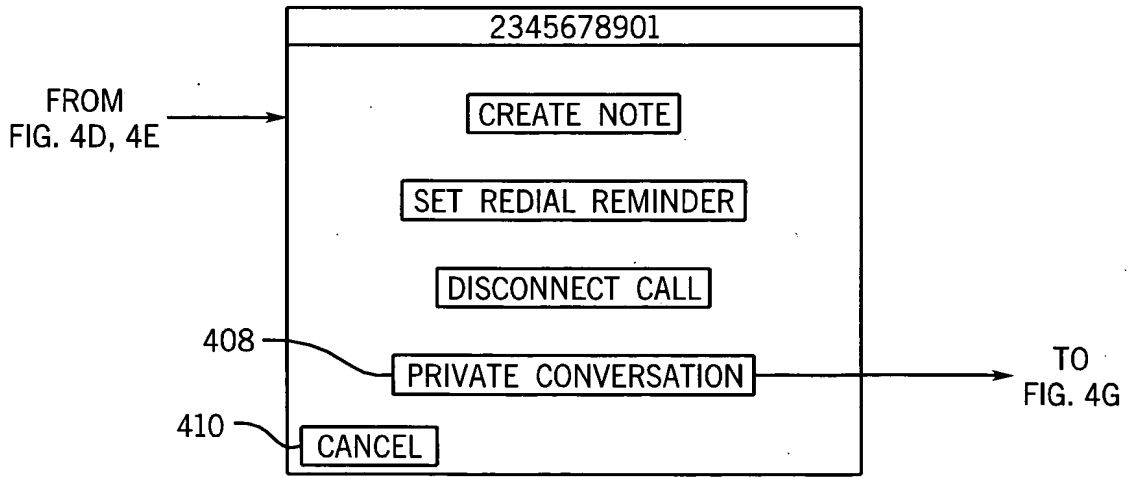 2345678901
FROM
FIG. 4D, 4E
CREATE NOTE
SET REDIAL REMINDER
DISCONNECT CALL
408
PRIVATE CONVERSATION
TO
FIG. 4G
410
CANCEL